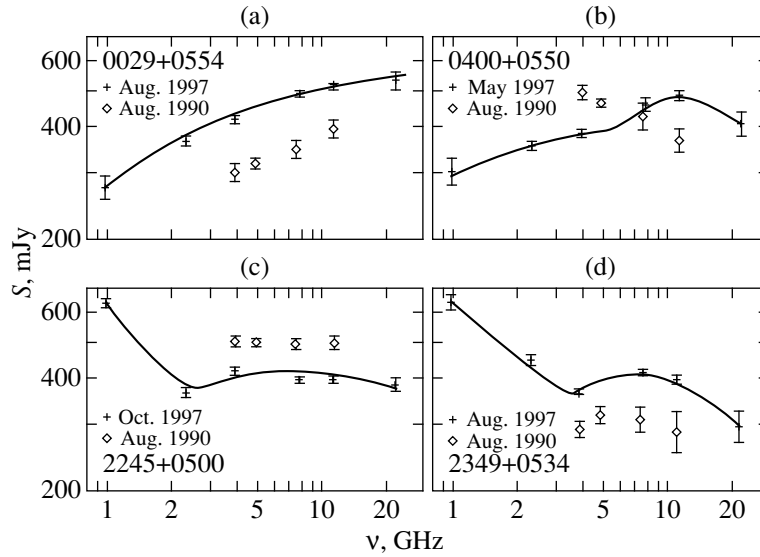 (a)
(b)
600
0029+0554
Aug. 1997
Aug. 1990
400
200
0400+0550
May 1997
Aug. 1990
S, mJy
(c)
(d)
600
400
Oct. 1997
Aug. 1990
2245+0500
200
Aug. 1997
Aug. 1990
2349+0534
1 2 5 10 20
1 2 5 10 20
ν, GHz